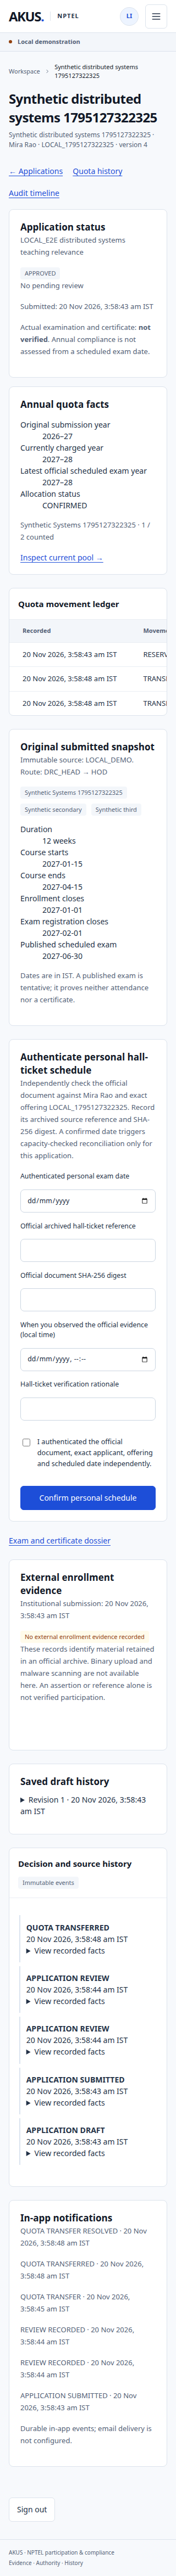 AKUS. NPTEL LI
Local demonstration
Workspace › Synthetic distributed
systems 1795127322325
Synthetic distributed
systems 1795127322325
Synthetic distributed systems 1795127322325 ·
Mira Rao · LOCAL_1795127322325 · version 4
← Applications Quota history
Audit timeline
Application status
LOCAL_E2E distributed systems
teaching relevance
APPROVED
No pending review
Submitted: 20 Nov 2026, 3:58:43 am IST
Actual examination and certificate: not
verified. Annual compliance is not
assessed from a scheduled exam date.
Annual quota facts
Original submission year
2026–27
Currently charged year
2027–28
Latest official scheduled exam year
2027–28
Allocation status
CONFIRMED
Synthetic Systems 1795127322325 · 1 /
2 counted
Inspect current pool →
Quota movement ledger
Recorded Moveme
20 Nov 2026, 3:58:43 am IST RESERV
20 Nov 2026, 3:58:48 am IST TRANSI
20 Nov 2026, 3:58:48 am IST TRANSI
Original submitted snapshot
Immutable source: LOCAL_DEMO.
Route: DRC_HEAD → HOD
Synthetic Systems 1795127322325
Synthetic secondary Synthetic third
Duration
12 weeks
Course starts
2027-01-15
Course ends
2027-04-15
Enrollment closes
2027-01-01
Exam registration closes
2027-02-01
Published scheduled exam
2027-06-30
Dates are in IST. A published exam is
tentative; it proves neither attendance
nor a certificate.
Authenticate personal hall-
ticket schedule
Independently check the official
document against Mira Rao and exact
offering LOCAL_1795127322325. Record
its archived source reference and SHA-
256 digest. A confirmed date triggers
capacity-checked reconciliation only for
this application.
Authenticated personal exam date
dd/mm/yyyy
Official archived hall-ticket reference
Official document SHA-256 digest
When you observed the official evidence
(local time)
dd/mm/yyyy, --:--
Hall-ticket verification rationale
I authenticated the official
document, exact applicant, offering
and scheduled date independently.
Confirm personal schedule
Exam and certificate dossier
External enrollment
evidence
Institutional submission: 20 Nov 2026,
3:58:43 am IST
No external enrollment evidence recorded
These records identify material retained
in an official archive. Binary upload and
malware scanning are not available
here. An assertion or reference alone is
not verified participation.
Saved draft history
▶ Revision 1 · 20 Nov 2026, 3:58:43
am IST
Decision and source history
Immutable events
QUOTA TRANSFERRED
20 Nov 2026, 3:58:48 am IST
▶ View recorded facts
APPLICATION REVIEW
20 Nov 2026, 3:58:44 am IST
▶ View recorded facts
APPLICATION REVIEW
20 Nov 2026, 3:58:44 am IST
▶ View recorded facts
APPLICATION SUBMITTED
20 Nov 2026, 3:58:43 am IST
▶ View recorded facts
APPLICATION DRAFT
20 Nov 2026, 3:58:43 am IST
▶ View recorded facts
In-app notifications
QUOTA TRANSFER RESOLVED · 20 Nov
2026, 3:58:48 am IST
QUOTA TRANSFERRED · 20 Nov 2026,
3:58:48 am IST
QUOTA TRANSFER · 20 Nov 2026,
3:58:45 am IST
REVIEW RECORDED · 20 Nov 2026,
3:58:44 am IST
REVIEW RECORDED · 20 Nov 2026,
3:58:44 am IST
APPLICATION SUBMITTED · 20 Nov
2026, 3:58:43 am IST
Durable in-app events; email delivery is
not configured.
Sign out
AKUS · NPTEL participation & compliance
Evidence · Authority · History